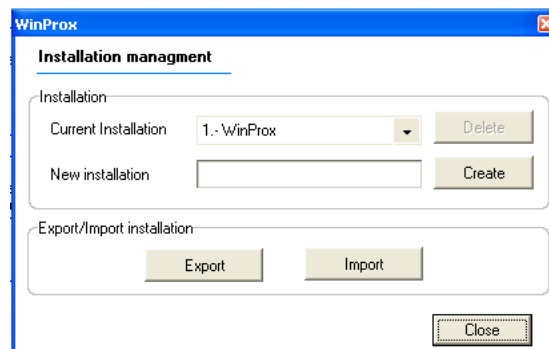 WinProx
Installation managment
Installation
Current Installation 1.- WinProx Delete
New installation Create
Export/Import installation
Export Import
Close